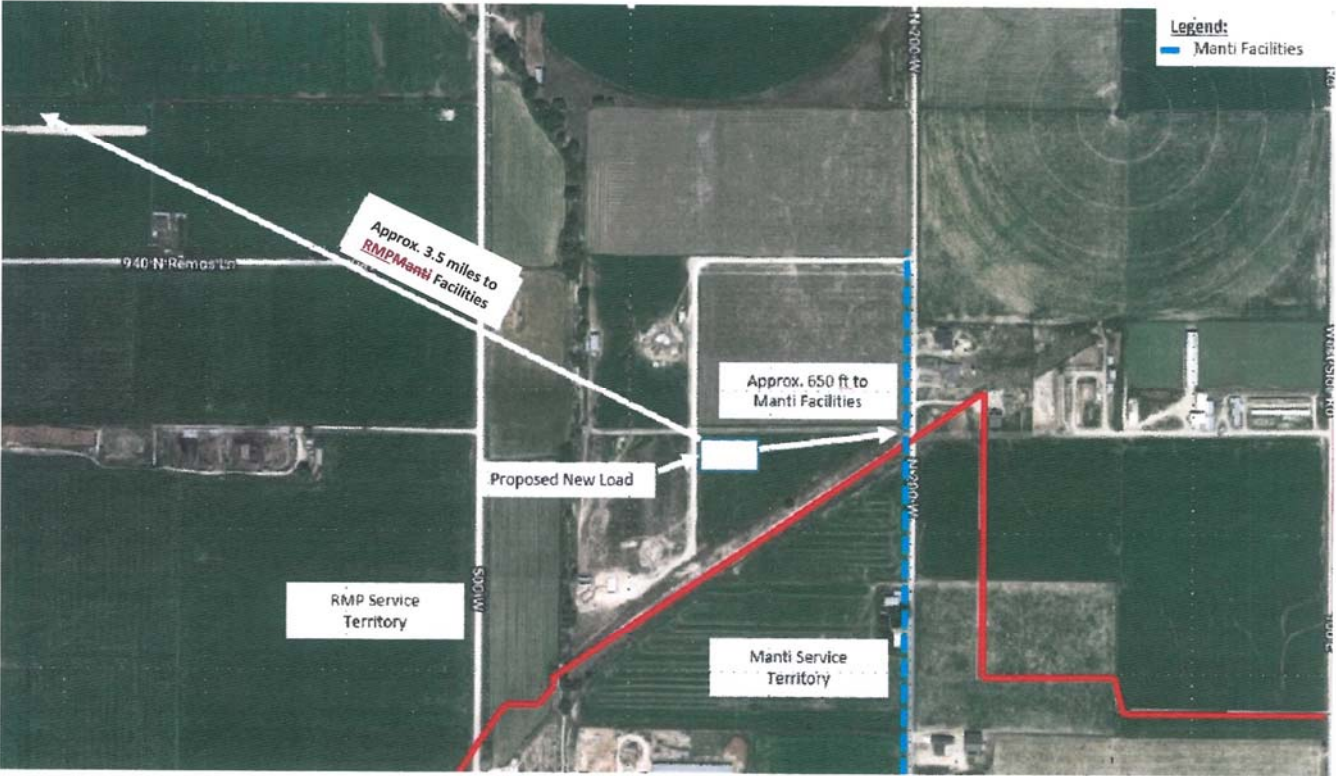 Legend:
Manti Facilities
N 200 W
Approx. 3.5 miles to
RMPManti Facilities
940 N Remos Ln
Approx. 650 ft to
Manti Facilities
Proposed New Load
N 200 W
500 W
RMP Service
Territory
Manti Service
Territory